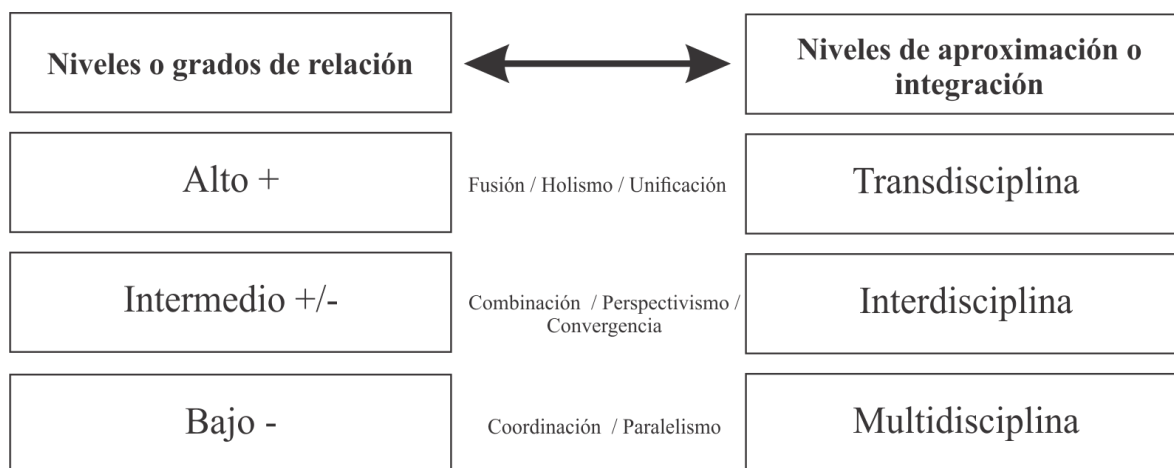 Niveles o grados de relación
Niveles de aproximación o
integración
Alto +
Fusión / Holismo / Unificación
Transdisciplina
Intermedio +/-
Combinación / Perspectivismo /
Convergencia
Interdisciplina
Bajo -
Coordinación / Paralelismo
Multidisciplina